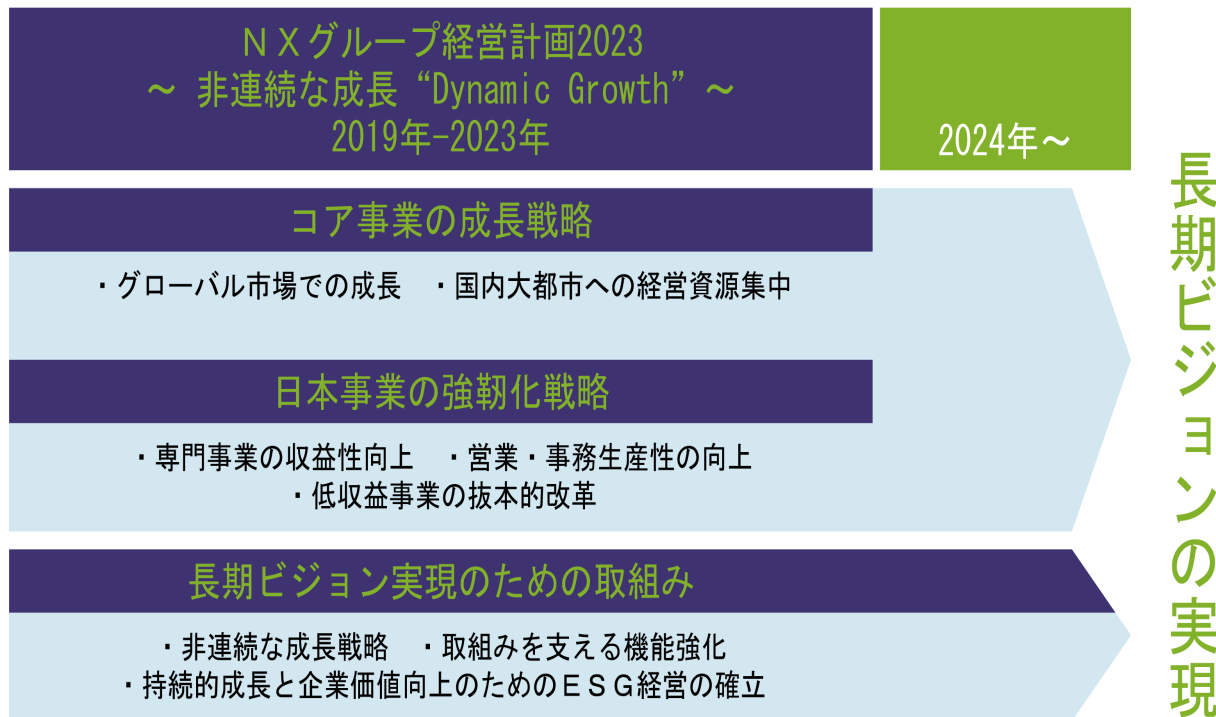 ＮＸグループ経営計画2023
～ 非連続な成長 “Dynamic Growth” ～
2019年-2023年
2024年～
コア事業の成長戦略
・グローバル市場での成長　・国内大都市への経営資源集中
日本事業の強靭化戦略
・専門事業の収益性向上　・営業・事務生産性の向上
・低収益事業の抜本的改革
長期ビジョン実現のための取組み
・非連続な成長戦略　・取組みを支える機能強化
・持続的成長と企業価値向上のためのＥＳＧ経営の確立
長期ビジョンの実現